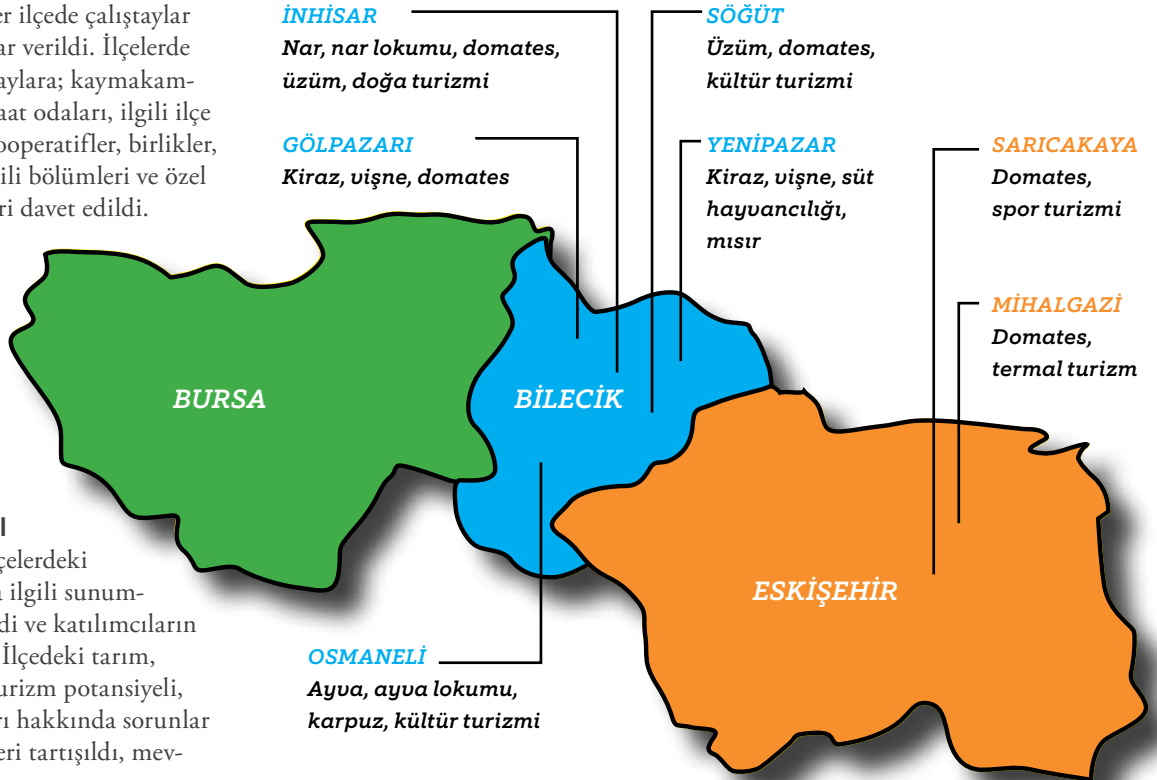 er ilçede çalıştaylar
ar verildi. İlçelerde
aylara; kaymakam-
aat odaları, ilgili ilçe
ooperatifler, birlikler,
ili bölümleri ve özel
ri davet edildi.
İNHİSAR
Nar, nar lokumu, domates,
üzüm, doğa turizmi
SÖĞÜT
Üzüm, domates,
kültür turizmi
GÖLPAZARI
Kiraz, vişne, domates
YENİPAZAR
Kiraz, vişne, süt
hayvancılığı,
mısır
SARICAKAYA
Domates,
spor turizmi
MİHALGAZİ
Domates,
termal turizm
BURSA
BİLECİK
ESKİŞEHİR
OSMANELİ
Ayva, ayva lokumu,
karpuz, kültür turizmi
I
çelerdeki
a ilgili sunum-
di ve katılımcıların
İlçedeki tarım,
urizm potansiyeli,
rı hakkında sorunlar
eri tartışıldı, mev-